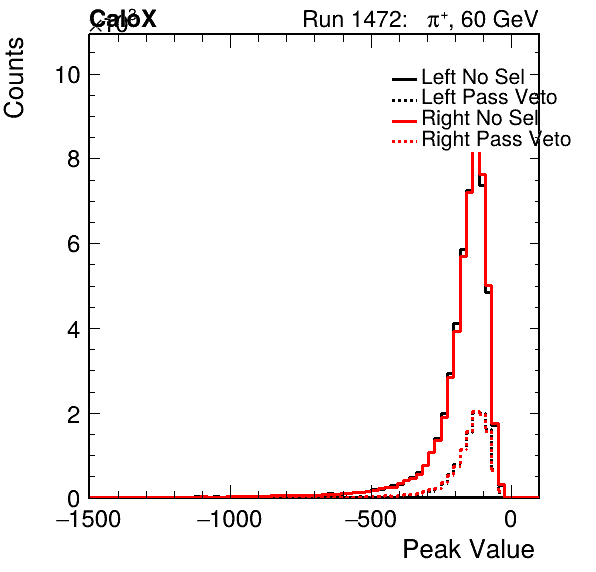 CaloX
×10³
Run 1472: π⁺, 60 GeV
Counts
10
8
6
4
2
0
Left No Sel
Left Pass Veto
Right No Sel
Right Pass Veto
−1500
−1000
−500
0
Peak Value